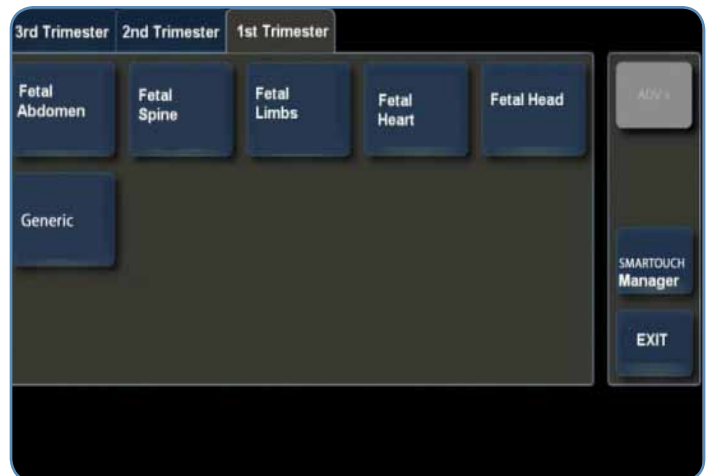 3rd Trimester 2nd Trimester 1st Trimester
Fetal
Abdomen
Fetal
Spine
Fetal
Limbs
Fetal
Heart
Fetal Head
Generic
SMARTOUCH
Manager
EXIT